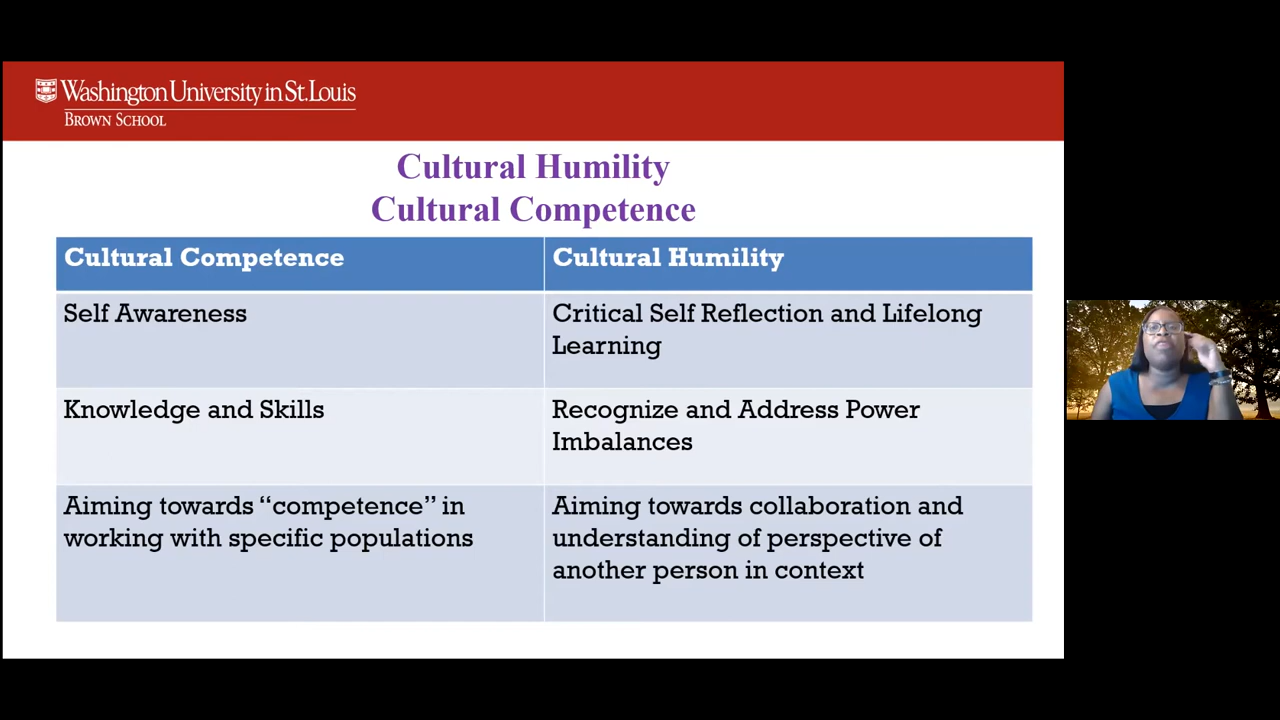 Washington University in St. Louis
BROWN SCHOOL
Cultural Humility
Cultural Competence
Cultural Competence
Cultural Humility
Self Awareness
Critical Self Reflection and Lifelong
Learning
Knowledge and Skills
Recognize and Address Power
Imbalances
Aiming towards “competence” in
working with specific populations
Aiming towards collaboration and
understanding of perspective of
another person in context